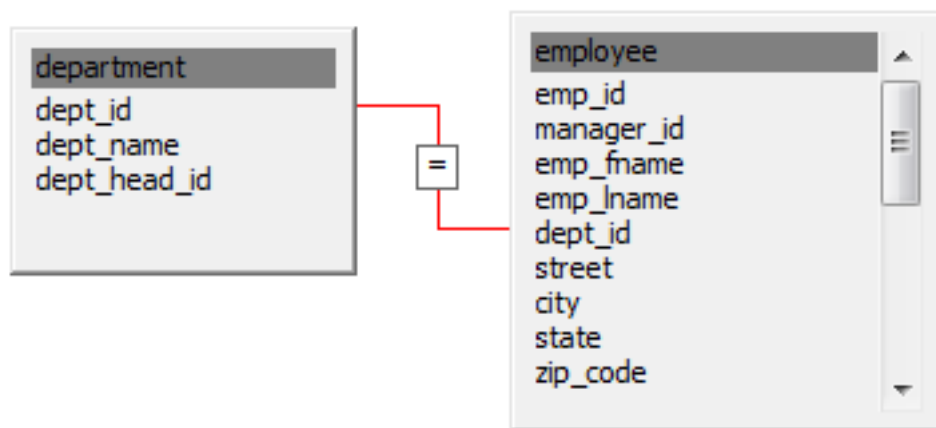 department
dept_id
dept_name
dept_head_id
=
employee
emp_id
manager_id
emp_fname
emp_lname
dept_id
street
city
state
zip_code